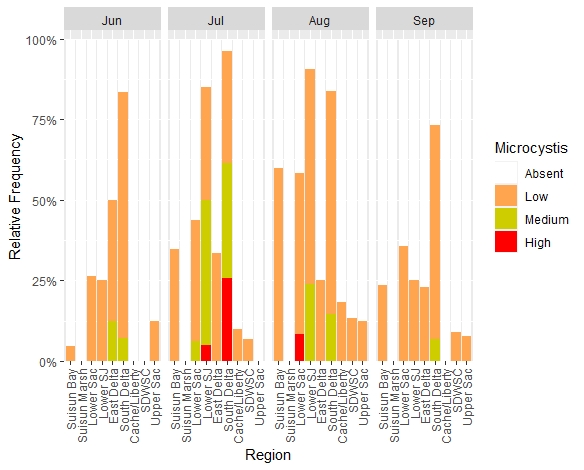 Jun Jul Aug Sep
100%
75%
50%
25%
0%
Relative Frequency
Suisun Bay
Suisun Marsh
Lower Sac
Lower SJ
East Delta
South Delta
Cache/Liberty
SDWSC
Upper Sac
Suisun Bay
Suisun Marsh
Lower Sac
Lower SJ
East Delta
South Delta
Cache/Liberty
SDWSC
Upper Sac
Suisun Bay
Suisun Marsh
Lower Sac
Lower SJ
East Delta
South Delta
Cache/Liberty
SDWSC
Upper Sac
Suisun Bay
Suisun Marsh
Lower Sac
Lower SJ
East Delta
South Delta
Cache/Liberty
SDWSC
Upper Sac
Region
Microcystis
Absent
Low
Medium
High